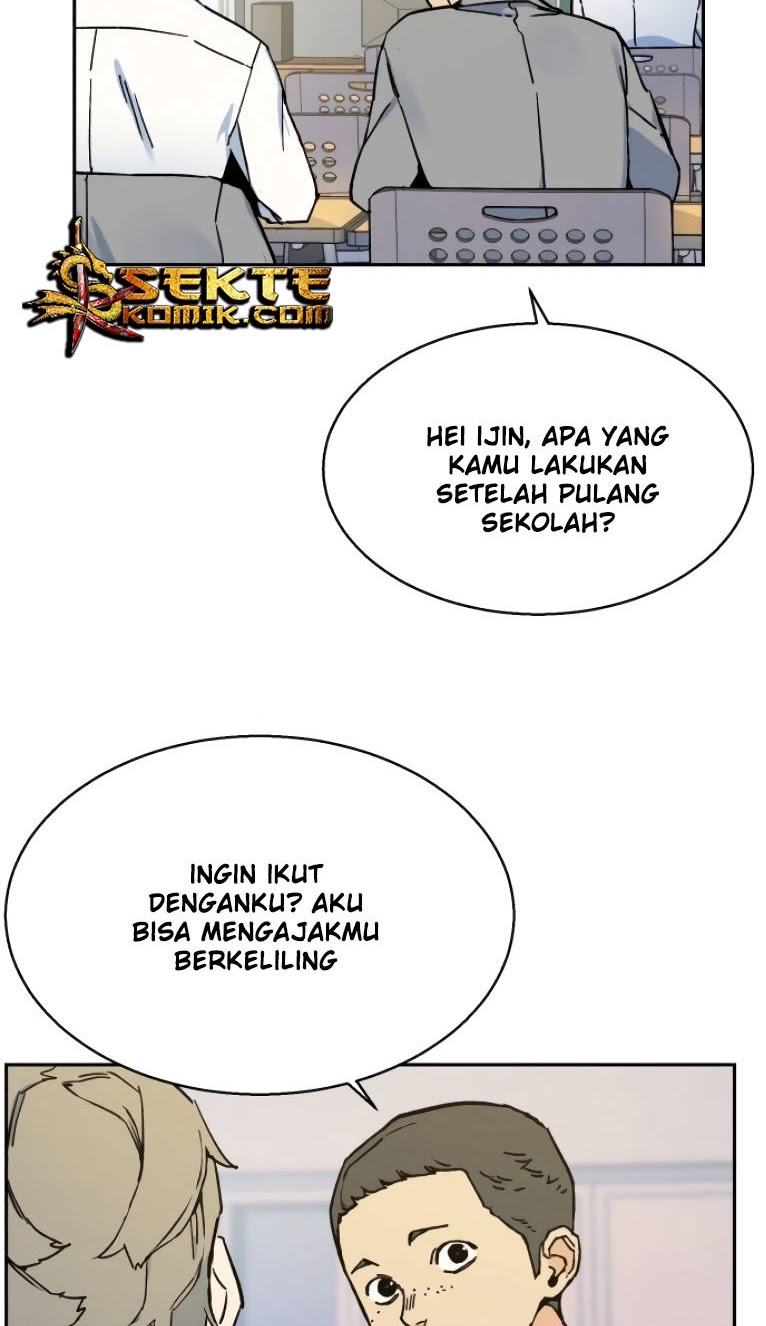 SEKTE
KOMIK.COM
HEI IJIN, APA YANG
KAMU LAKUKAN
SETELAH PULANG
SEKOLAH?
INGIN IKUT
DENGANKU? AKU
BISA MENGAJAKMU
BERKELILING